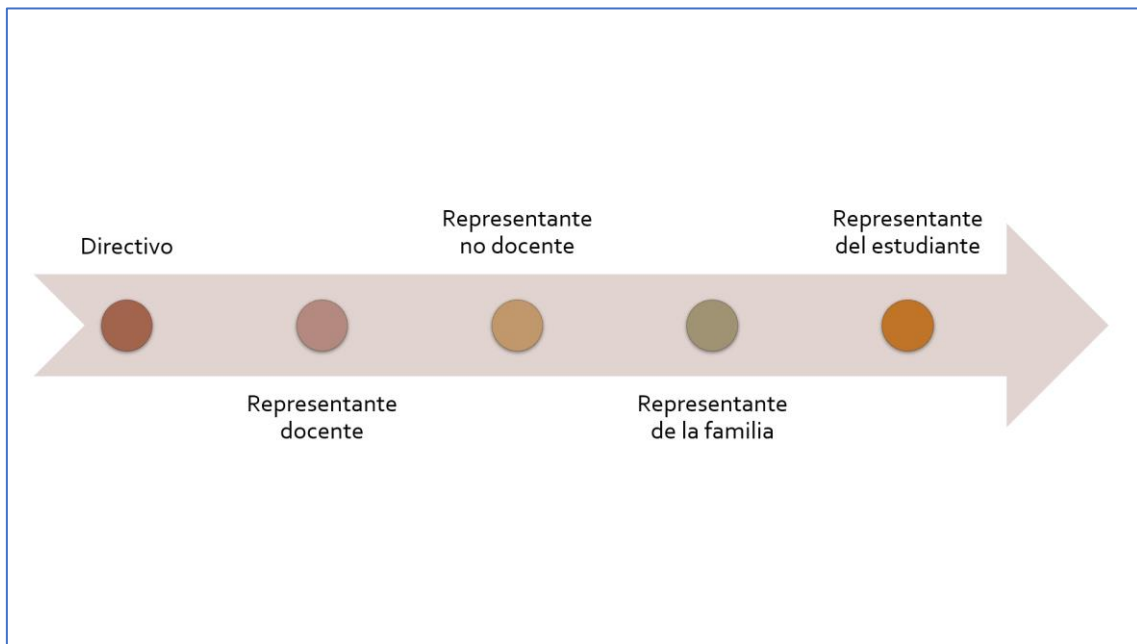 Directivo
Representante
docente
Representante
no docente
Representante
de la familia
Representante
del estudiante